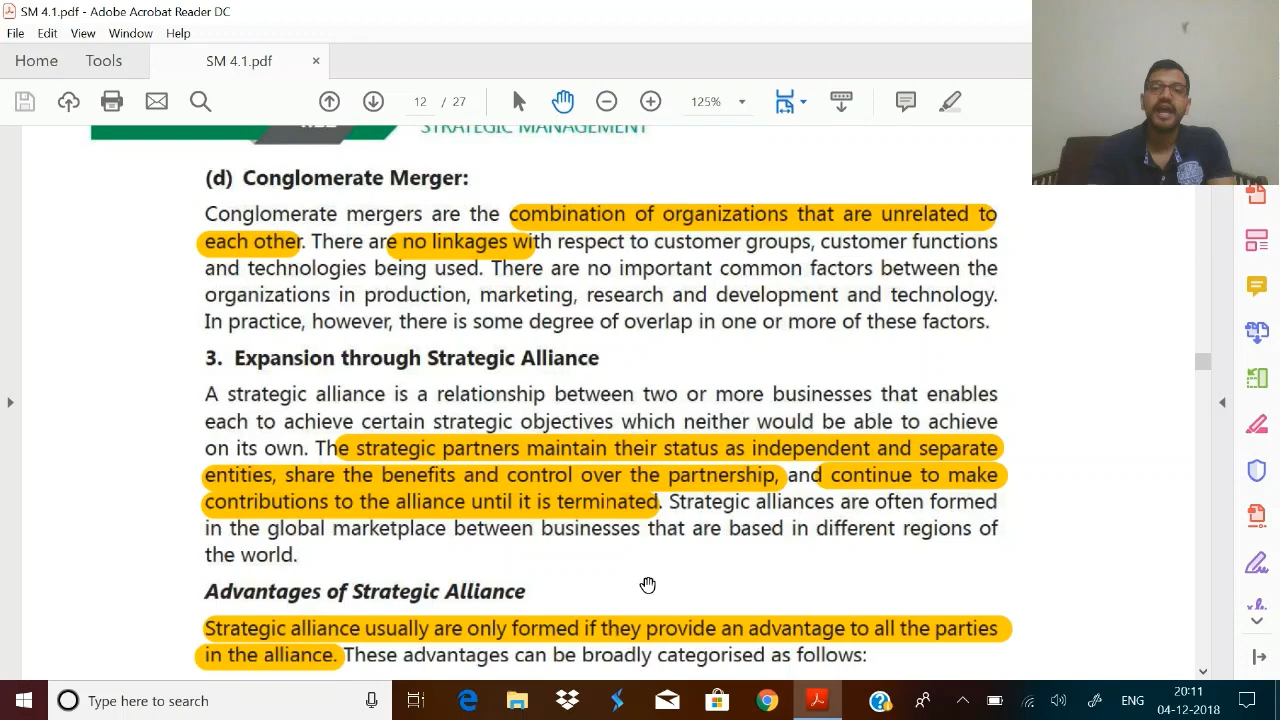 SM 4.1.pdf - Adobe Acrobat Reader DC
File Edit View Window Help
Home Tools SM 4.1.pdf ×
12 / 27 125%
STRATEGIC MANAGEMENT
(d) Conglomerate Merger:
Conglomerate mergers are the combination of organizations that are unrelated to
each other. There are no linkages with respect to customer groups, customer functions
and technologies being used. There are no important common factors between the
organizations in production, marketing, research and development and technology.
In practice, however, there is some degree of overlap in one or more of these factors.
3. Expansion through Strategic Alliance
A strategic alliance is a relationship between two or more businesses that enables
each to achieve certain strategic objectives which neither would be able to achieve
on its own. The strategic partners maintain their status as independent and separate
entities, share the benefits and control over the partnership, and continue to make
contributions to the alliance until it is terminated. Strategic alliances are often formed
in the global marketplace between businesses that are based in different regions of
the world.
Advantages of Strategic Alliance
Strategic alliance usually are only formed if they provide an advantage to all the parties
in the alliance. These advantages can be broadly categorised as follows:
Type here to search
ENG
20:11
04-12-2018